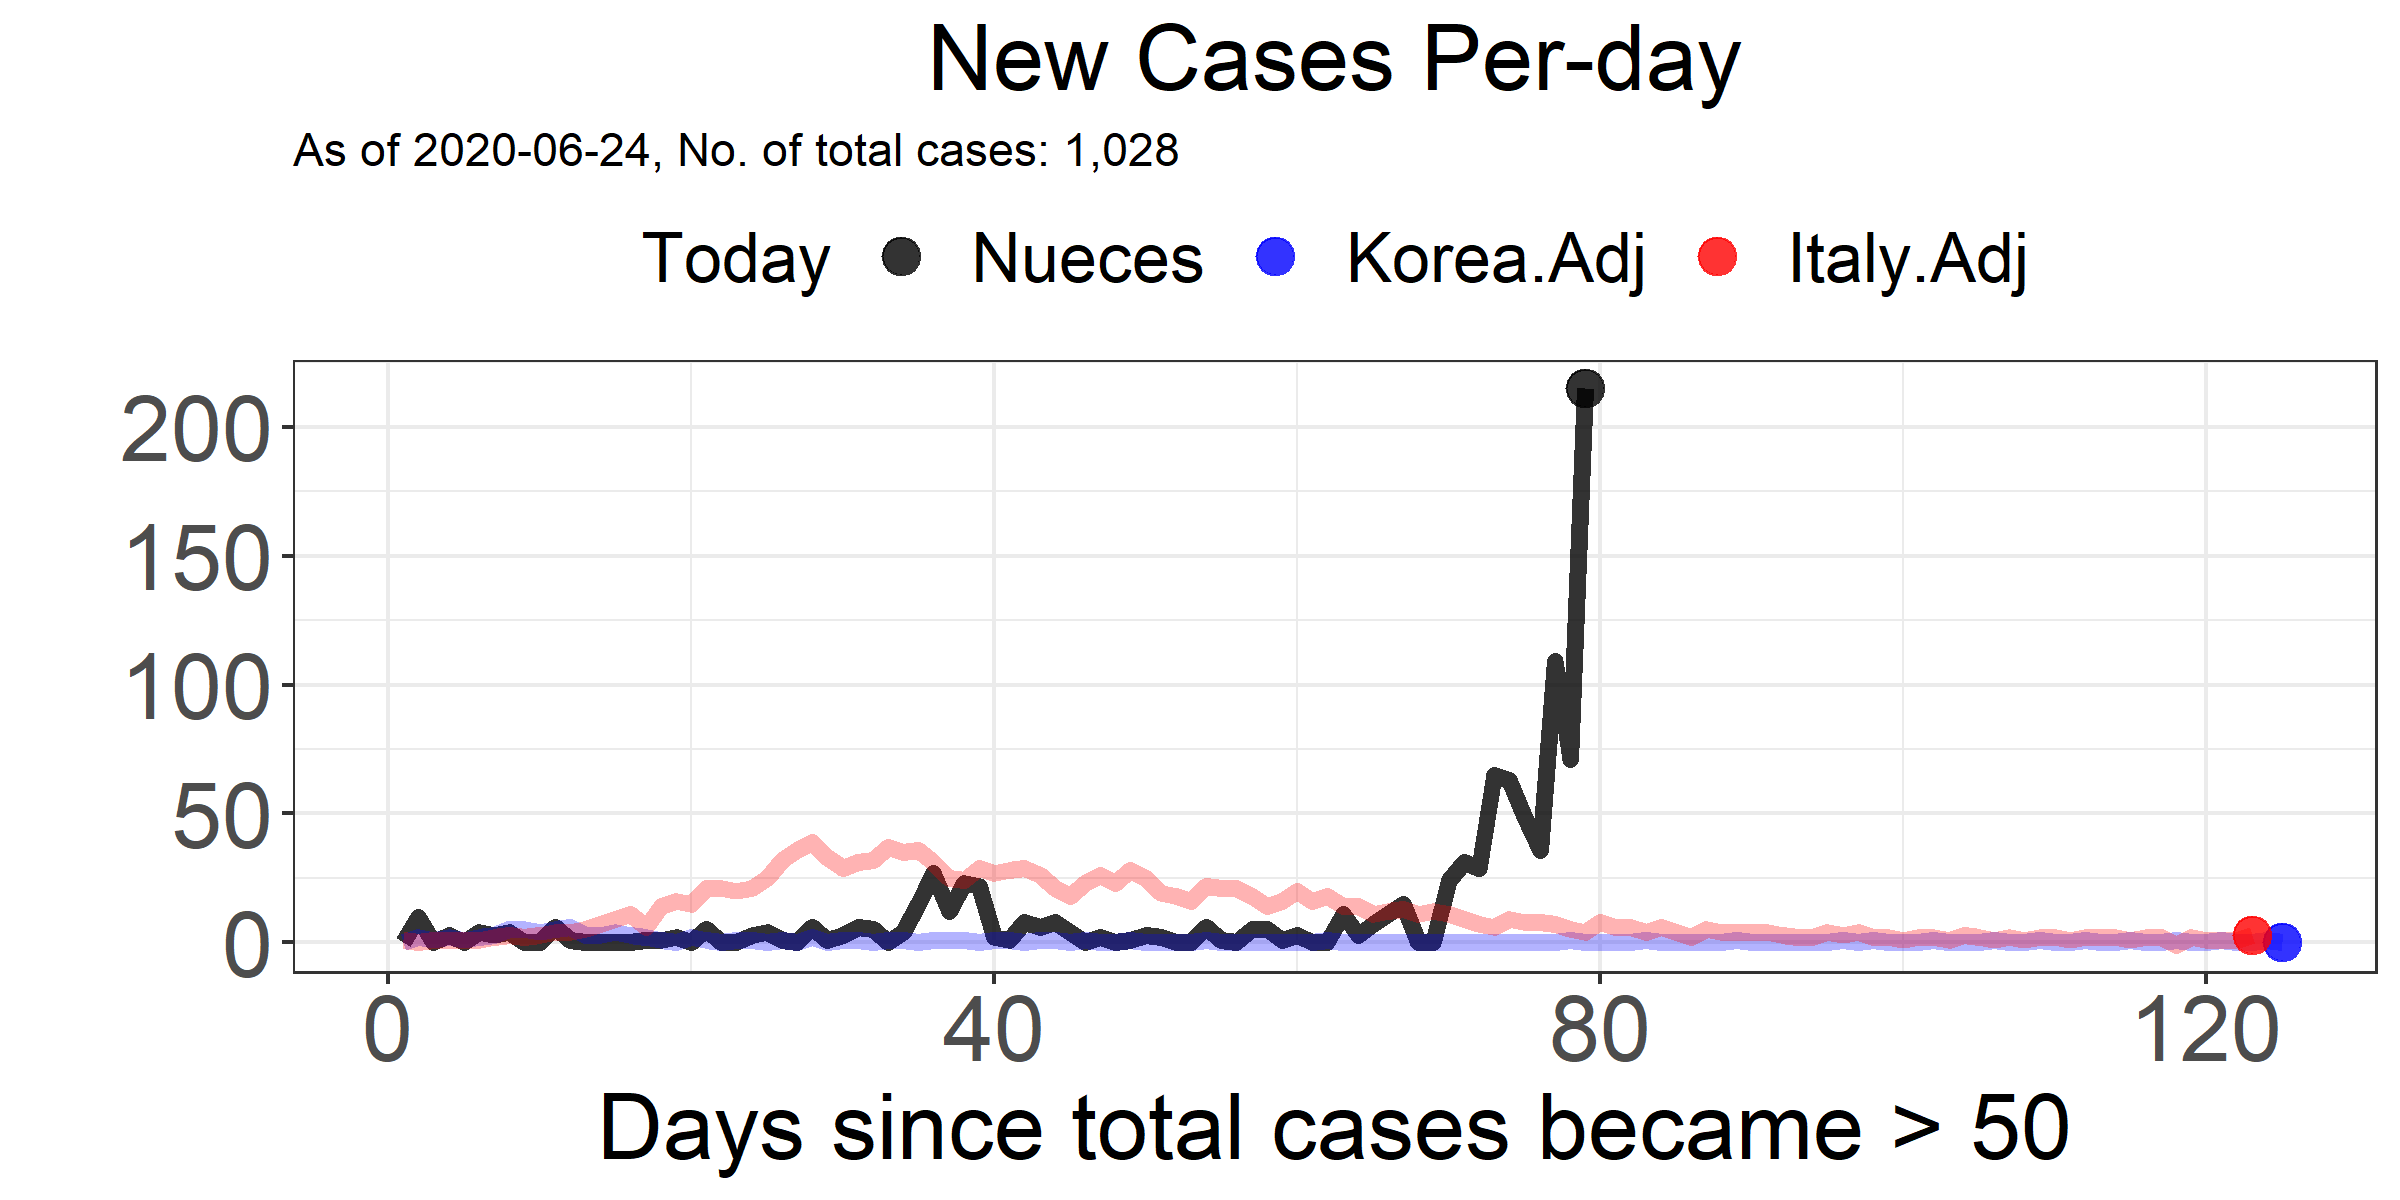 New Cases Per-day
As of 2020-06-24, No. of total cases: 1,028
Today Nueces Korea.Adj Italy.Adj
200
150
100
50
0
0 40 80 120
Days since total cases became > 50